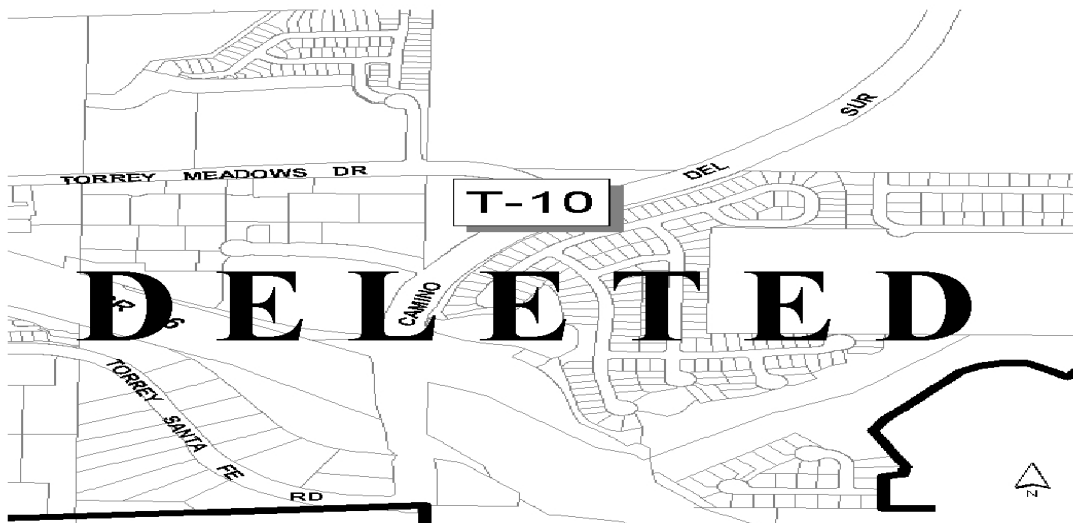 SUR
DEL
TORREY MEADOWS DR
T-10
DELETED
CAMINO
TORREY SANTA FE RD
N